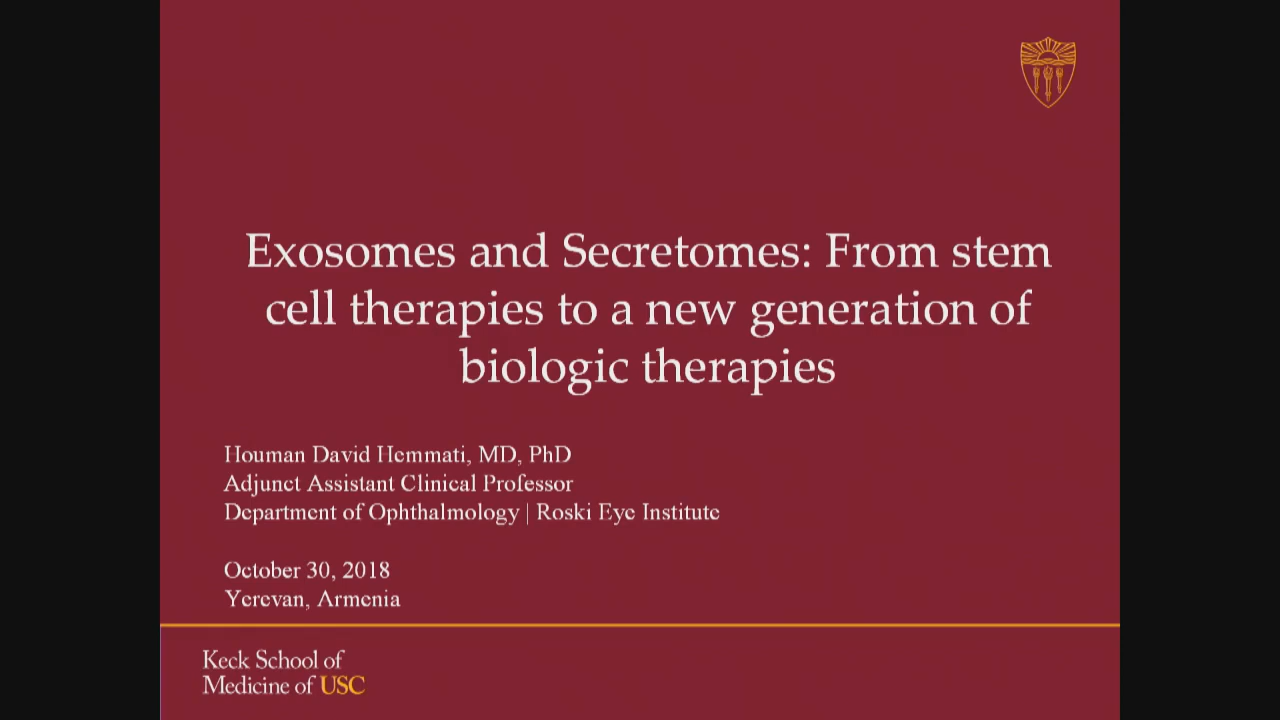 Exosomes and Secretomes: From stem
cell therapies to a new generation of
biologic therapies
Houman David Hemmati, MD, PhD
Adjunct Assistant Clinical Professor
Department of Ophthalmology | Roski Eye Institute
October 30, 2018
Yerevan, Armenia
Keck School of
Medicine of USC